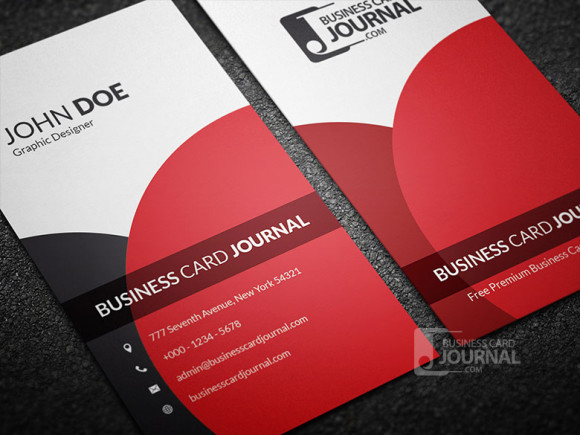 JOHN DOE
Graphic Designer
BUSINESS CARD JOURNAL
777 Seventh Avenue, New York 54321
+000 - 1234 - 5678
admin@businesscardjournal.com
businesscardjournal.com
BUSINESS CARD
JOURNAL
.COM
BUSINESS CARD JOURNAL
Free Premium Business Ca
BUSINESS CARD
JOURNAL
.COM